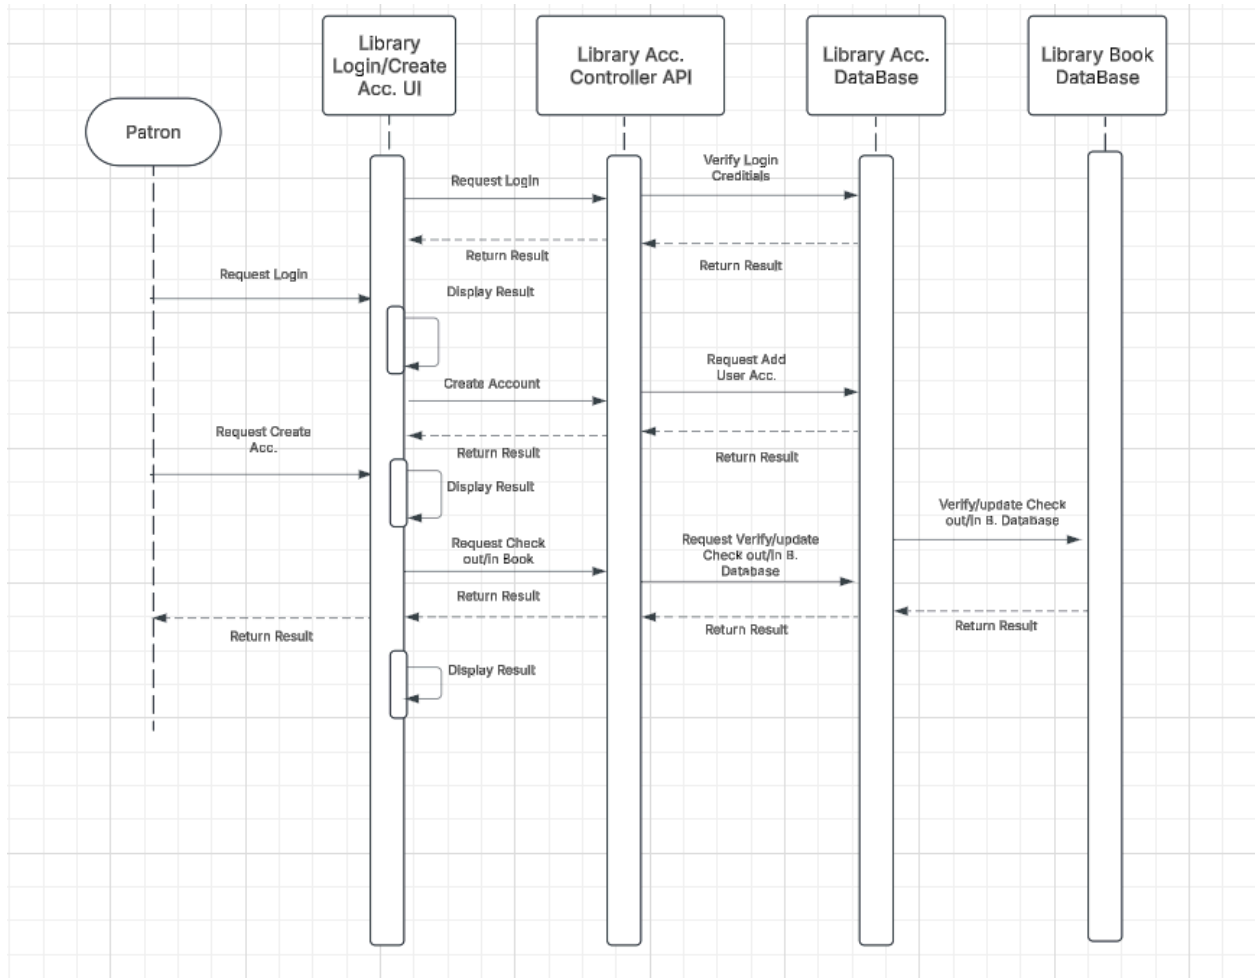 Library
Login/Create
Acc. UI
Library Acc.
Controller API
Library Acc.
DataBase
Library Book
DataBase
Patron
Request Login
Verify Login
Creditials
Return Result
Return Result
Request Login
Display Result
Create Account
Request Add
User Acc.
Request Create
Acc.
Return Result
Return Result
Display Result
Verify/update Check
out/in B. Database
Request Check
out/in Book
Request Verify/update
Check out/in B.
Database
Return Result
Return Result
Return Result
Return Result
Display Result